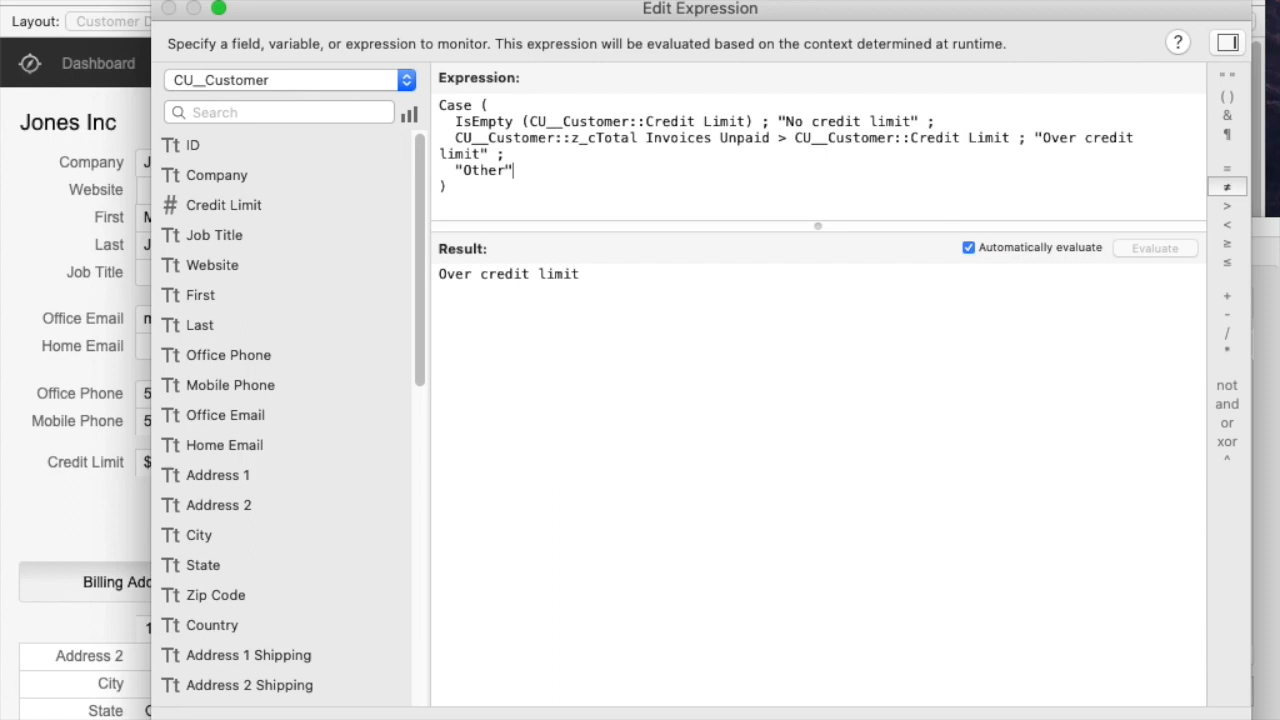 Edit Expression
Layout: Customer D
Specify a field, variable, or expression to monitor. This expression will be evaluated based on the context determined at runtime.
?
Dashboard
CU__Customer
Expression:
" "
Search
Case (
( )
IsEmpty (CU__Customer::Credit Limit) ; "No credit limit" ;
&
Jones Inc
CU__Customer::z_cTotal Invoices Unpaid > CU__Customer::Credit Limit ; "Over credit
¶
ID
limit" ;
Company J
"Other"
=
Company
)
≠
Website
Credit Limit
>
First M
<
Job Title
Last J
Result:
Automatically evaluate
Evaluate
≥
Website
≤
Job Title
Over credit limit
First
+
Office Email m
-
Last
/
Home Email
*
Office Phone
Office Phone 5
Mobile Phone
not
Mobile Phone 5
and
Office Email
or
Home Email
xor
Credit Limit $
^
Address 1
Address 2
City
State
Billing Add
Zip Code
Country
1
Address 2
Address 1 Shipping
City
Address 2 Shipping
State